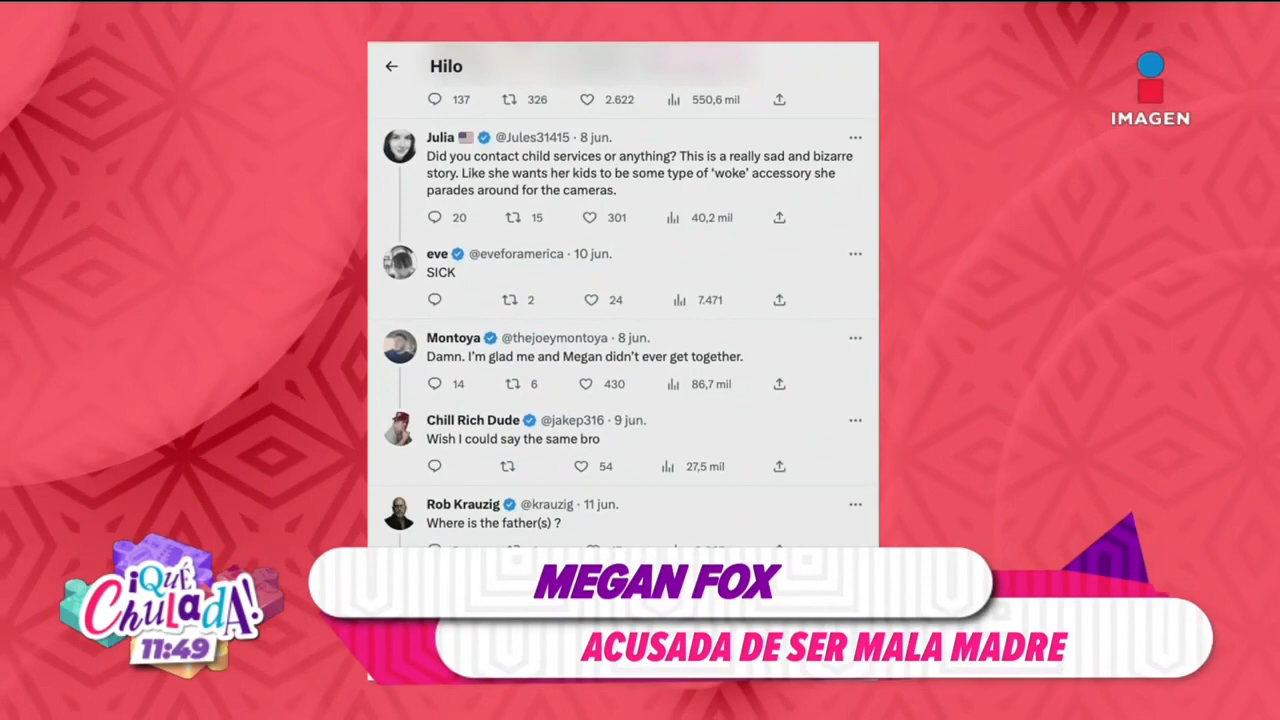 Hilo
137 326 2.622 550,6 mil
IMAGEN
Julia @Jules31415 · 8 jun.
Did you contact child services or anything? This is a really sad and bizarre
story. Like she wants her kids to be some type of ‘woke’ accessory she
parades around for the cameras.
20 15 301 40,2 mil
eve @eveforamerica · 10 jun.
SICK
2 24 7.471
Montoya @thejoeymontoya · 8 jun.
Damn. I’m glad me and Megan didn’t ever get together.
14 6 430 86,7 mil
Chill Rich Dude @jakep316 · 9 jun.
Wish I could say the same bro
54 27,5 mil
Rob Krauzig @krauzig · 11 jun.
Where is the father(s) ?
MEGAN FOX
ACUSADA DE SER MALA MADRE
¡QUÉ
ChuLaDA!
11:49